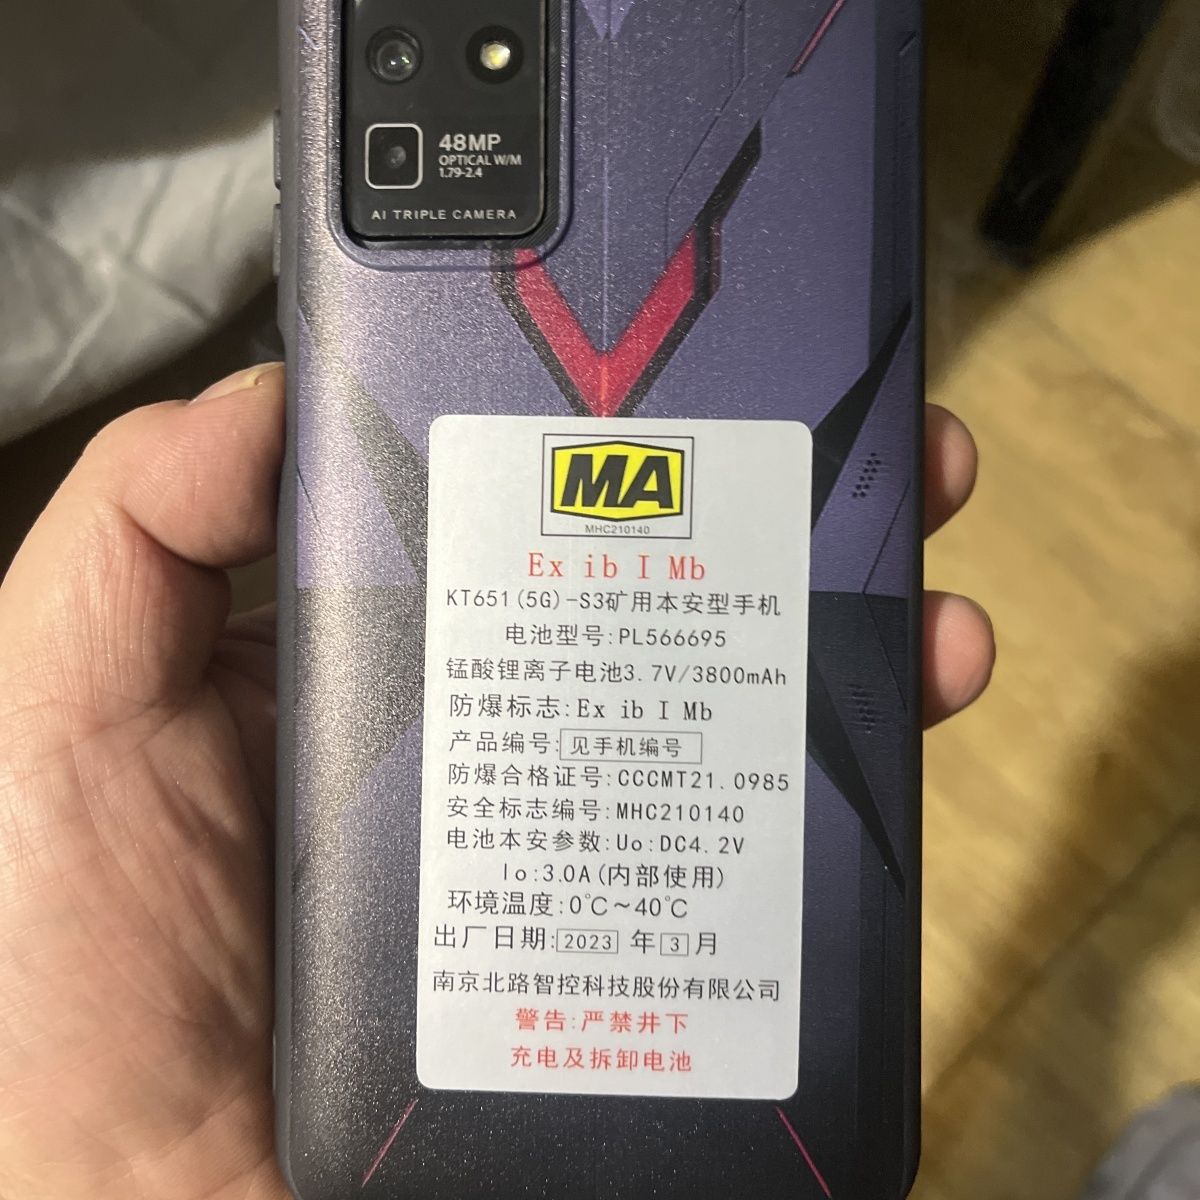 48MP
OPTICAL W/M
1.79-2.4
AI TRIPLE CAMERA
MA
MHC210140
Ex ib I Mb
KT651(5G)-S3矿用本安型手机
电池型号:PL566695
锰酸锂离子电池3.7V/3800mAh
防爆标志:Ex ib I Mb
产品编号:见手机编号
防爆合格证号:CCCMT21.0985
安全标志编号:MHC210140
电池本安参数:Uo:DC4.2V
Io:3.0A(内部使用)
环境温度:0℃~40℃
出厂日期:2023 年 3 月
南京北路智控科技股份有限公司
警告:严禁井下
充电及拆卸电池